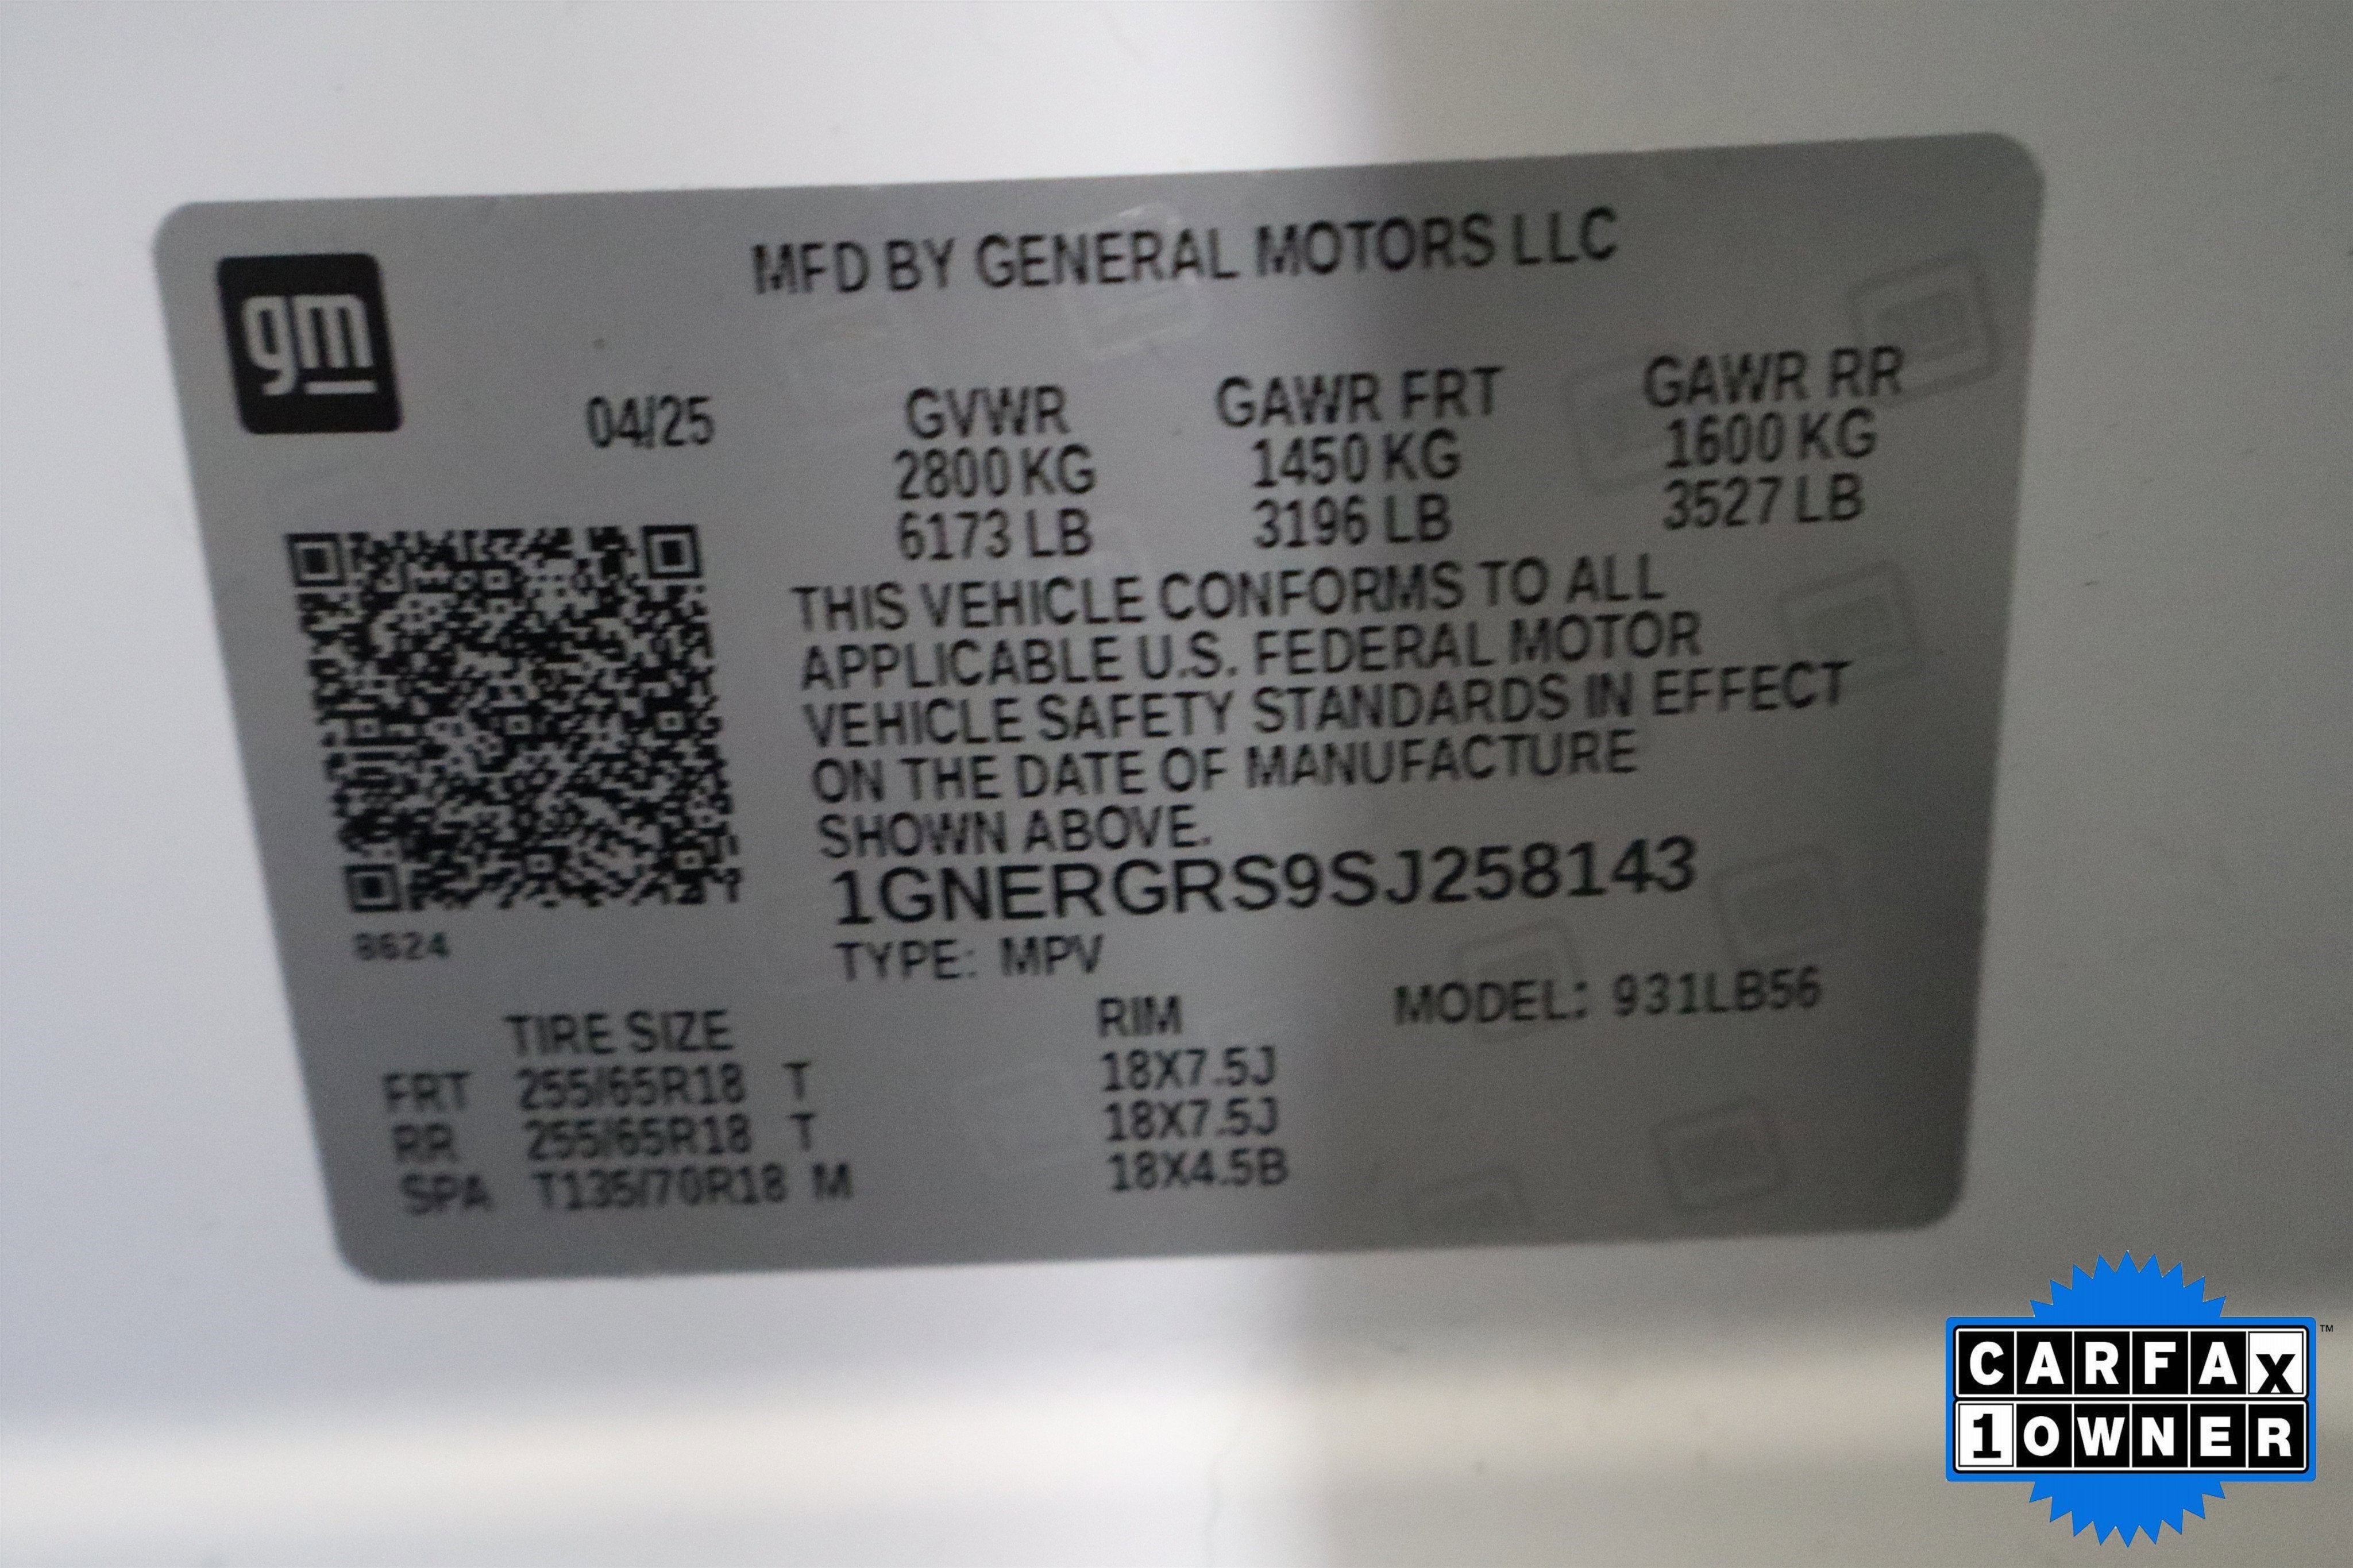 gm
MFD BY GENERAL MOTORS LLC
04/25
GVWR GAWR FRT GAWR RR
2800 KG 1450 KG 1600 KG
6173 LB 3196 LB 3527 LB
THIS VEHICLE CONFORMS TO ALL
APPLICABLE U.S. FEDERAL MOTOR
VEHICLE SAFETY STANDARDS IN EFFECT
ON THE DATE OF MANUFACTURE
SHOWN ABOVE.
1GNERGRS9SJ258143
8624
TYPE: MPV
MODEL: 931LB56
TIRE SIZE RIM
FRT 255/65R18 T 18X7.5J
RR 255/65R18 T 18X7.5J
SPA T135/70R18 M 18X4.5B
CARFAX™
1OWNER